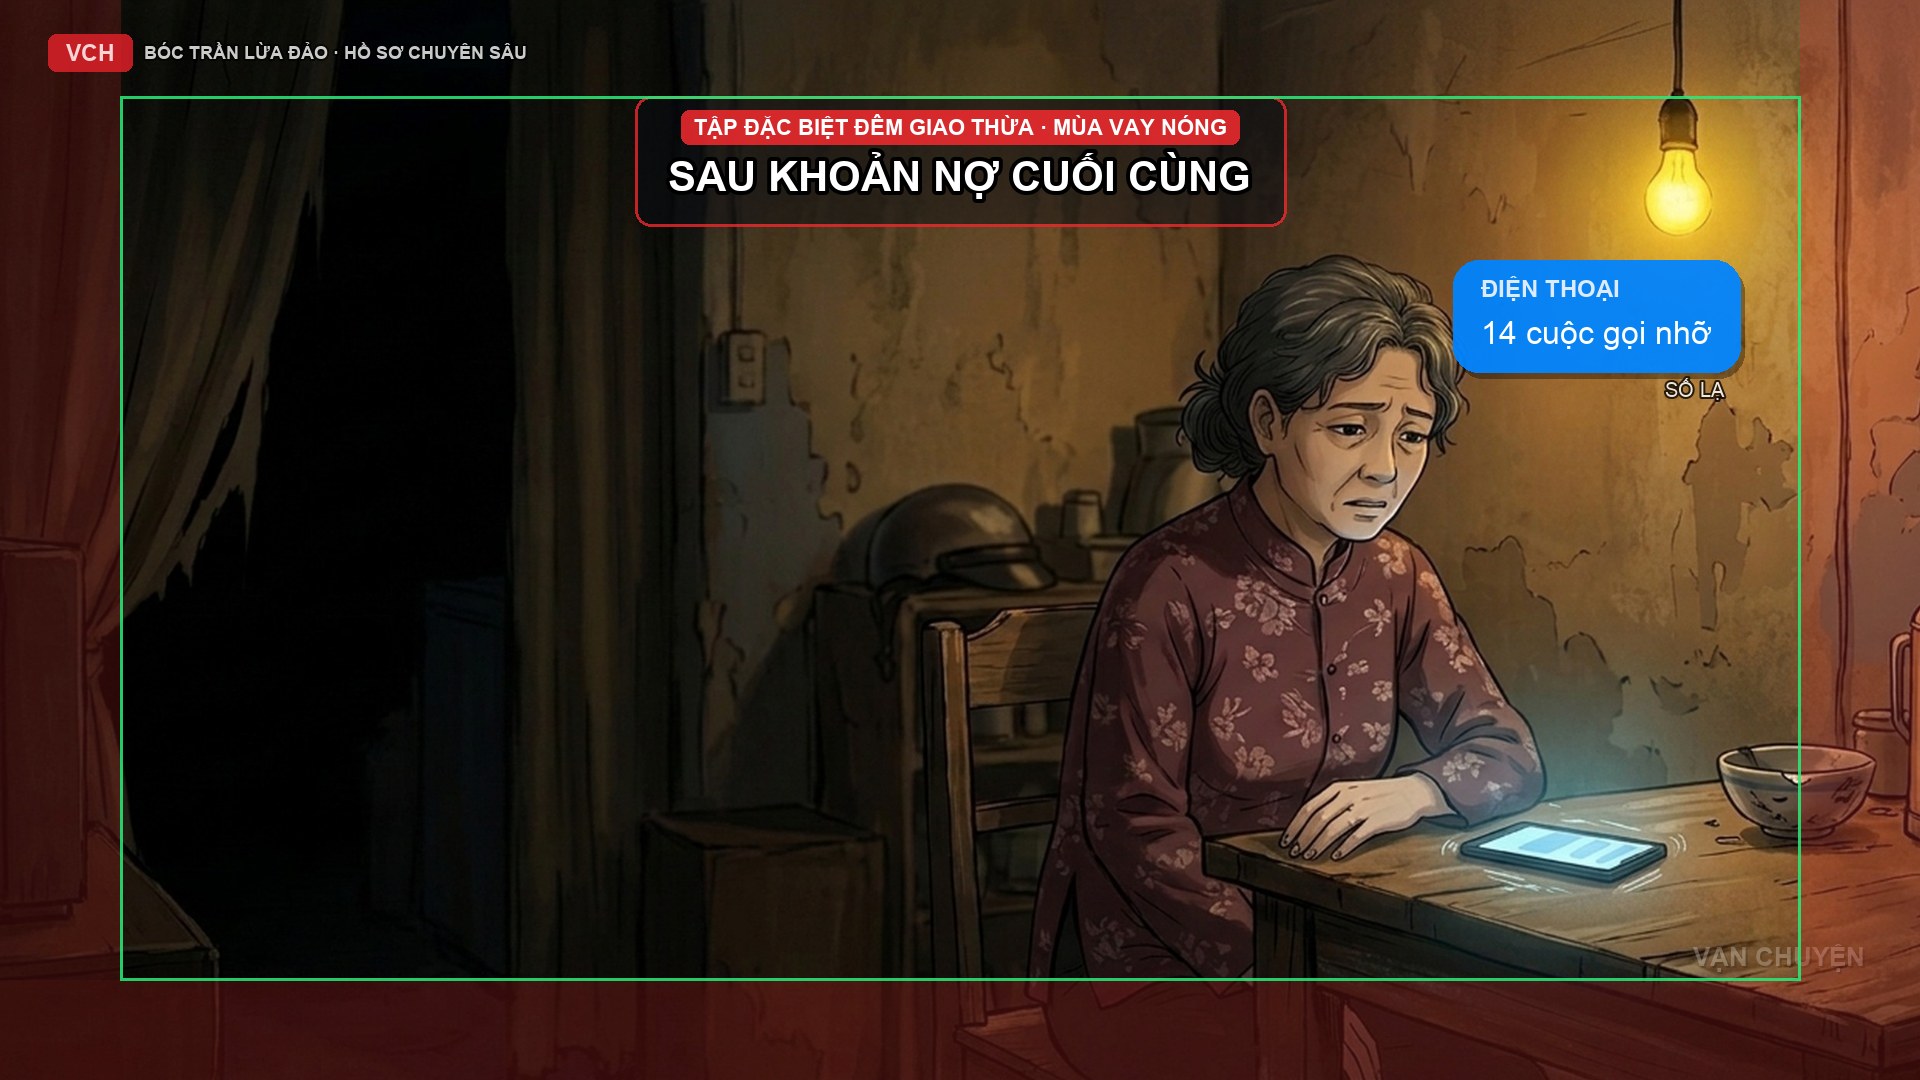 VCH BÓC TRẦN LỪA ĐẢO · HỒ SƠ CHUYÊN SÂU
TẬP ĐẶC BIỆT ĐÊM GIAO THỪA · MÙA VAY NÓNG
SAU KHOẢN NỢ CUỐI CÙNG
ĐIỆN THOẠI
14 cuộc gọi nhỡ
SỐ LẠ
VẠN CHUYỆN